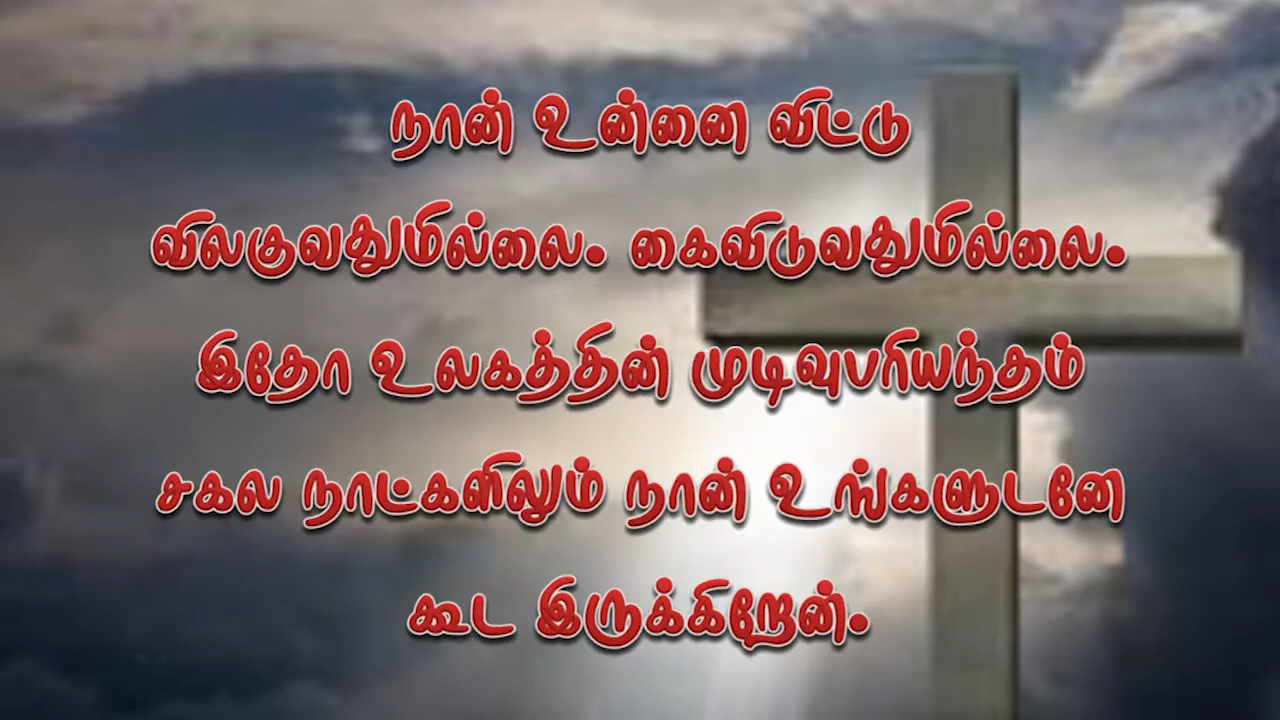 நான் உன்னை விட்டு
விலகுவதுமில்லை. கைவிடுவதுமில்லை.
இதோ உலகத்தின் முடிவுபரியந்தம்
சகல நாட்களிலும் நான் உங்களுடனே
கூட இருக்கிறேன்.